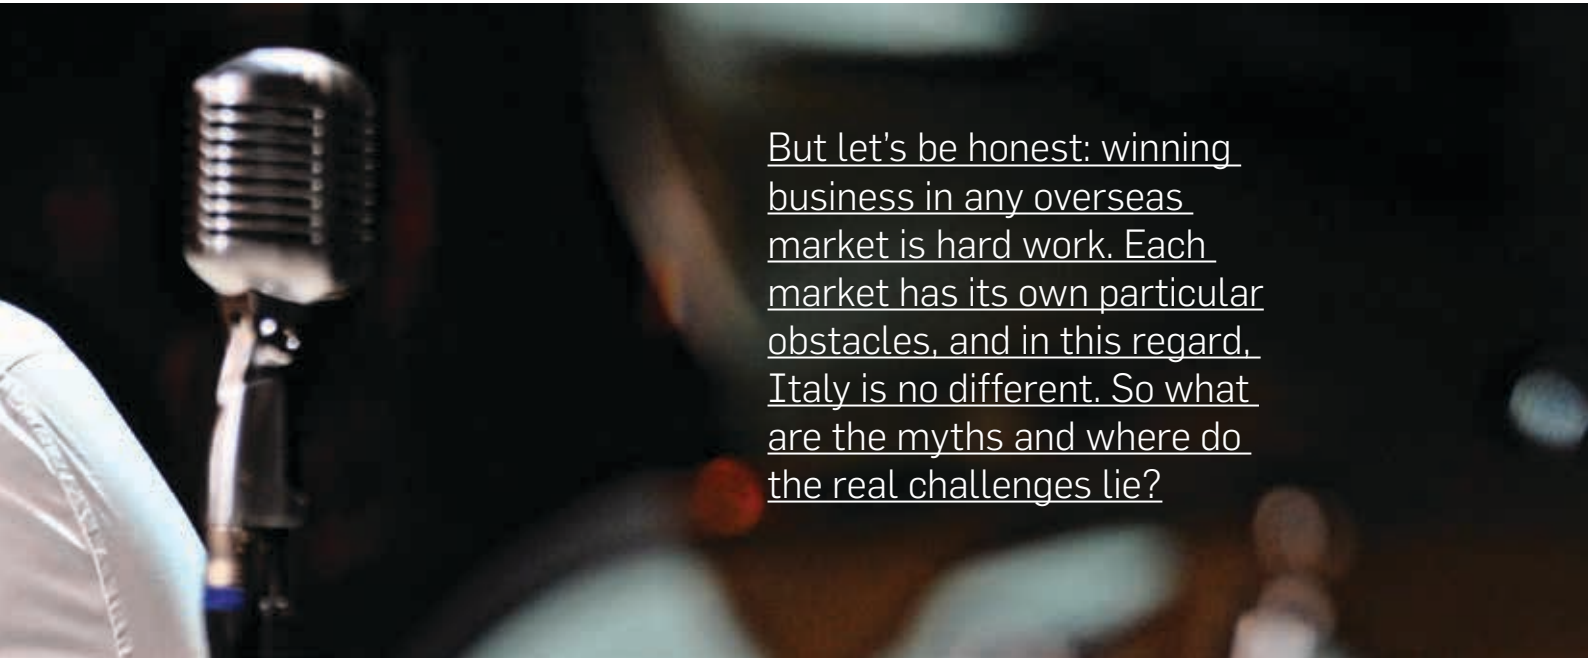 But let’s be honest: winning
business in any overseas
market is hard work. Each
market has its own particular
obstacles, and in this regard,
Italy is no different. So what
are the myths and where do
the real challenges lie?